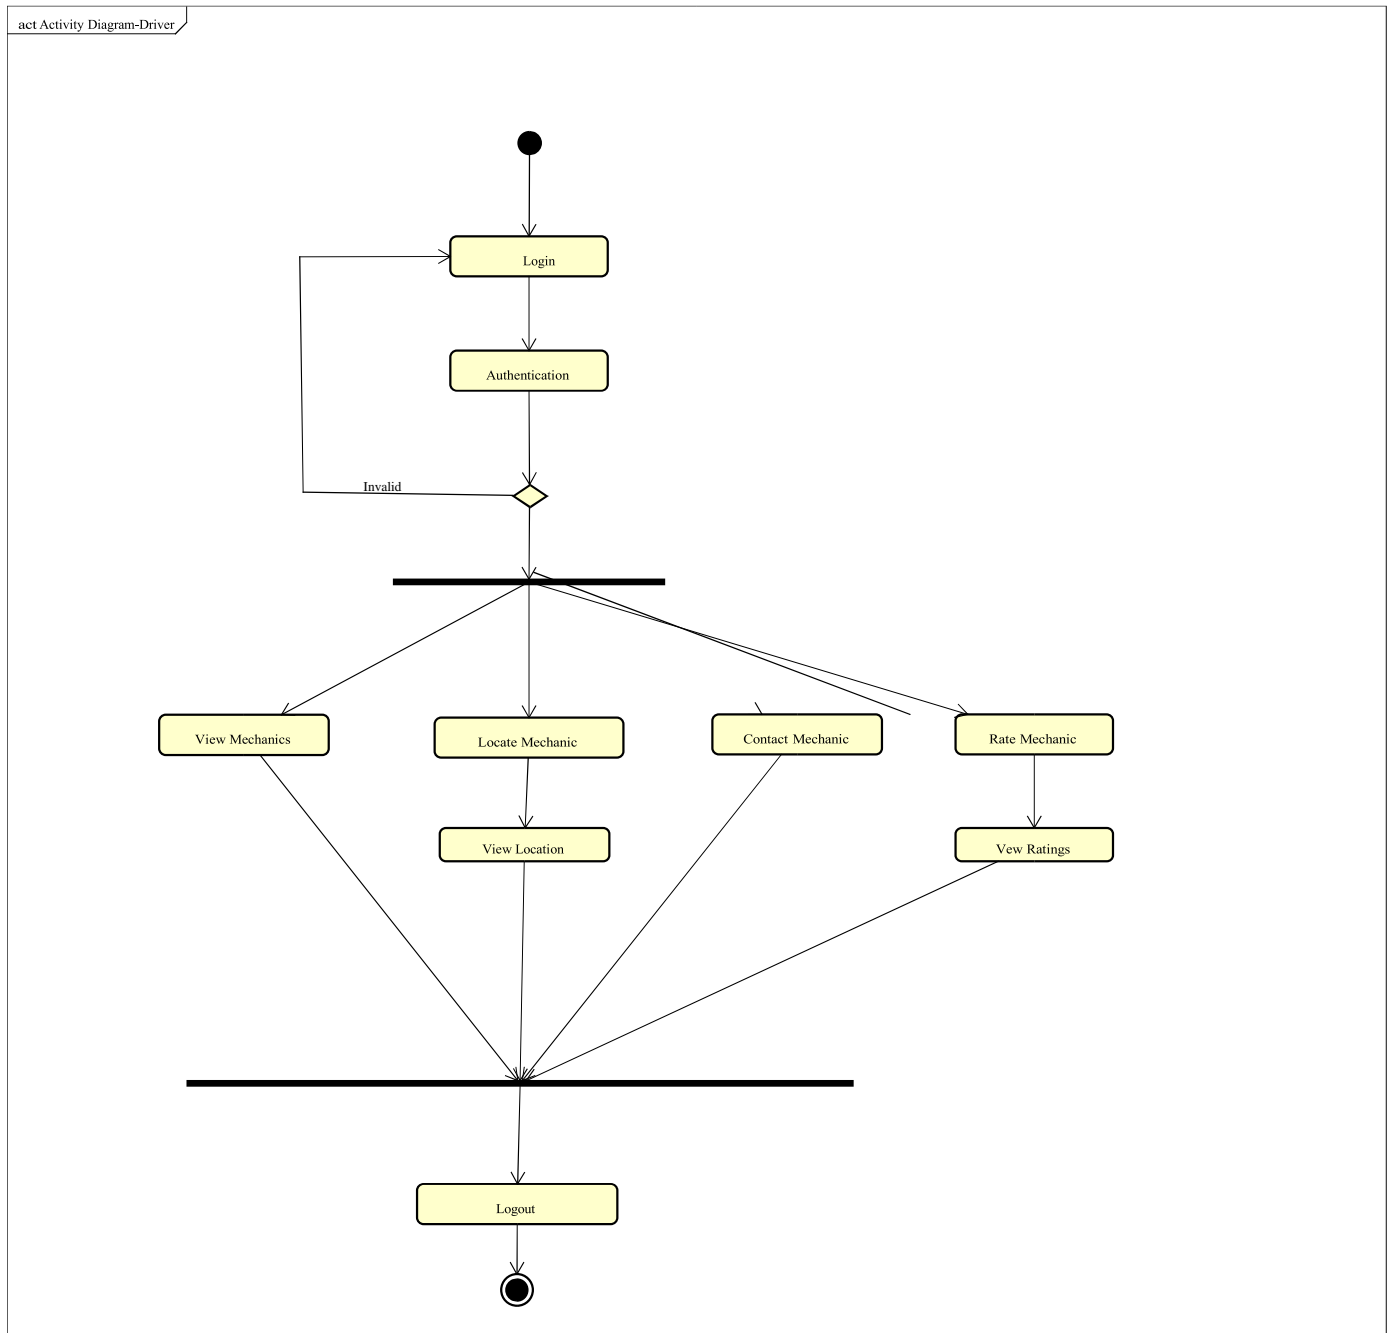 act Activity Diagram-Driver
Login
Authentication
Invalid
View Mechanics
Locate Mechanic
Contact Mechanic
Rate Mechanic
View Location
Vew Ratings
Logout